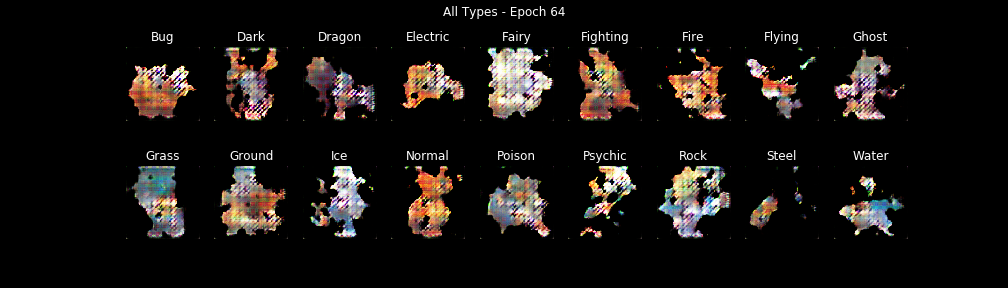 All Types - Epoch 64
Bug Dark Dragon Electric Fairy Fighting Fire Flying Ghost
Grass Ground Ice Normal Poison Psychic Rock Steel Water